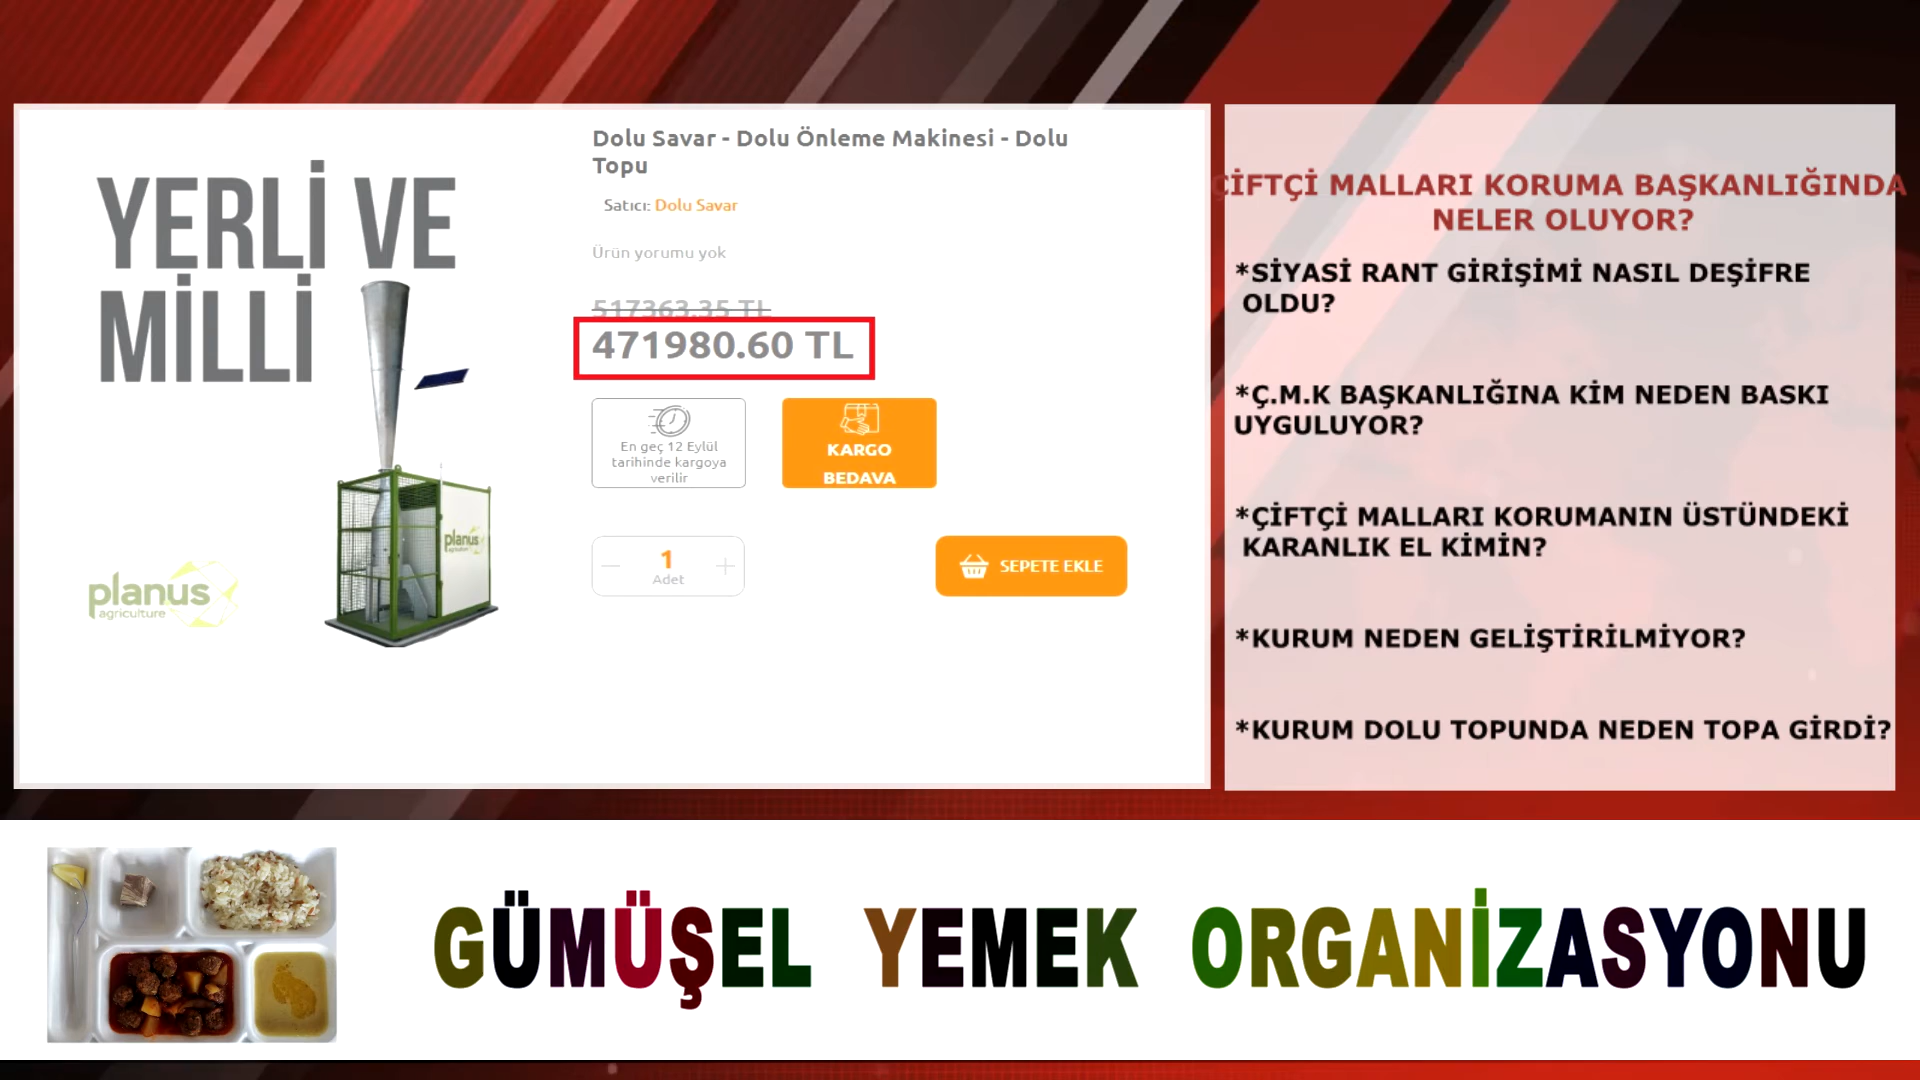 YERLİ VE
MİLLİ
planus
agriculture
planus
agriculture
Dolu Savar - Dolu Önleme Makinesi - Dolu
Topu
Satıcı: Dolu Savar
Ürün yorumu yok
517363.35 TL
471980.60 TL
En geç 12 Eylül
tarihinde kargoya
verilir
KARGO
BEDAVA
1
Adet
SEPETE EKLE
ÇİFTÇİ MALLARI KORUMA BAŞKANLIĞINDA
NELER OLUYOR?
*SİYASİ RANT GİRİŞİMİ NASIL DEŞİFRE
OLDU?
*Ç.M.K BAŞKANLIĞINA KİM NEDEN BASKI
UYGULUYOR?
*ÇİFTÇİ MALLARI KORUMANIN ÜSTÜNDEKİ
KARANLIK EL KİMİN?
*KURUM NEDEN GELİŞTİRİLMİYOR?
*KURUM DOLU TOPUNDA NEDEN TOPA GİRDİ?
GÜMÜŞEL YEMEK ORGANİZASYONU